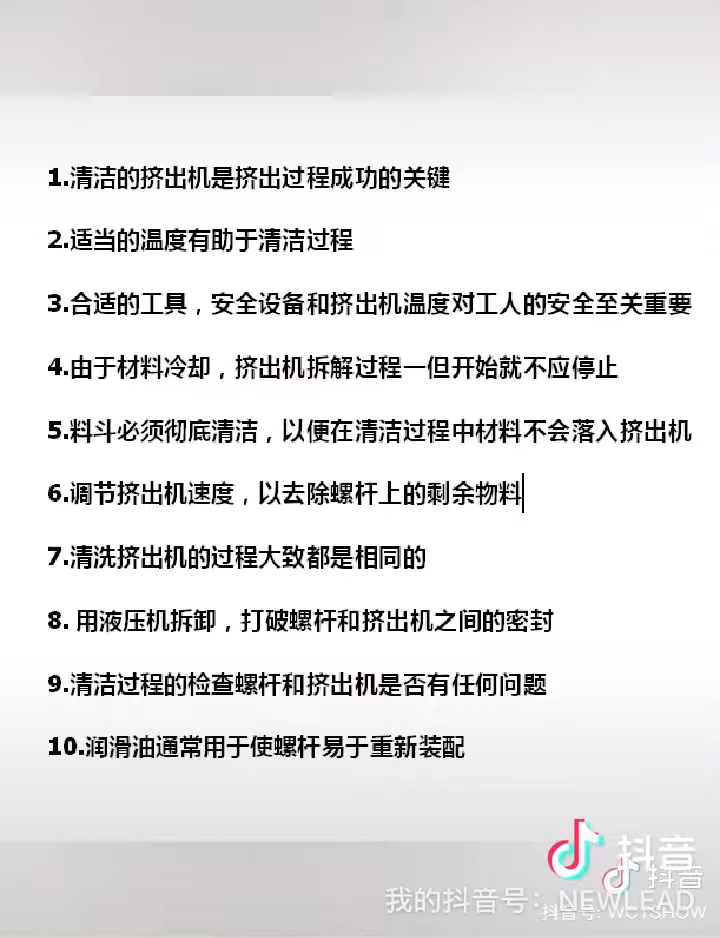 1.清洁的挤出机是挤出过程成功的关键
2.适当的温度有助于清洁过程
3.合适的工具，安全设备和挤出机温度对工人的安全至关重要
4.由于材料冷却，挤出机拆解过程一但开始就不应停止
5.料斗必须彻底清洁，以便在清洁过程中材料不会落入挤出机
6.调节挤出机速度，以去除螺杆上的剩余物料
7.清洗挤出机的过程大致都是相同的
8. 用液压机拆卸，打破螺杆和挤出机之间的密封
9.清洁过程的检查螺杆和挤出机是否有任何问题
10.润滑油通常用于使螺杆易于重新装配
抖音
抖音
我的抖音号：NEWLEAD
抖音号: WCTSHOW